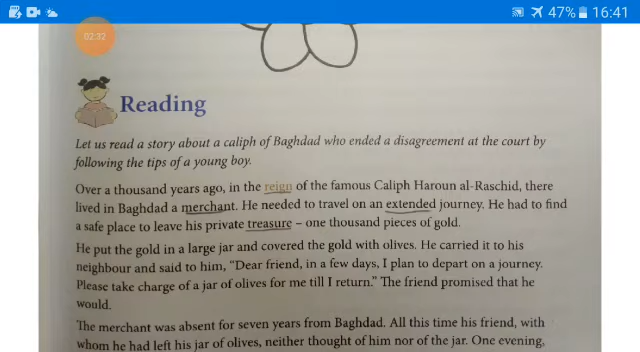 47% 16:41
02:32
Reading
Let us read a story about a caliph of Baghdad who ended a disagreement at the court by
following the tips of a young boy.
Over a thousand years ago, in the reign of the famous Caliph Haroun al-Raschid, there
lived in Baghdad a merchant. He needed to travel on an extended journey. He had to find
a safe place to leave his private treasure – one thousand pieces of gold.
He put the gold in a large jar and covered the gold with olives. He carried it to his
neighbour and said to him, “Dear friend, in a few days, I plan to depart on a journey.
Please take charge of a jar of olives for me till I return.” The friend promised that he
would.
The merchant was absent for seven years from Baghdad. All this time his friend, with
whom he had left his jar of olives, neither thought of him nor of the jar. One evening,